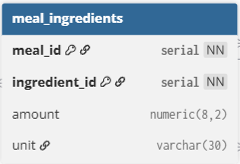 meal_ingredients
meal_id serial NN
ingredient_id serial NN
amount numeric(8,2)
unit varchar(30)